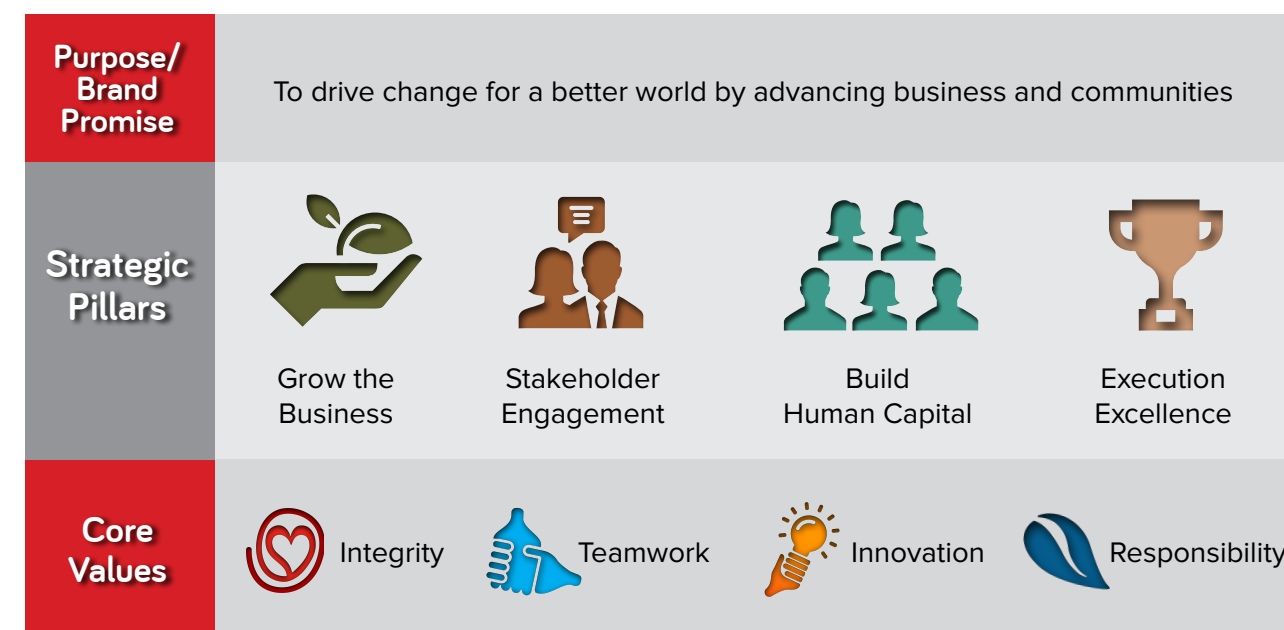 Purpose/
Brand
Promise
To drive change for a better world by advancing business and communities
Strategic
Pillars
Grow the
Business
Stakeholder
Engagement
Build
Human Capital
Execution
Excellence
Core
Values
Integrity
Teamwork
Innovation
Responsibility